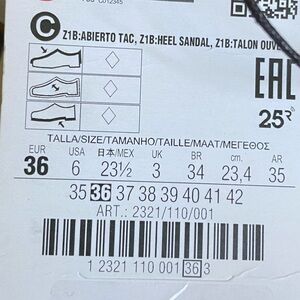 C012345
C Z1B:ABIERTO TAC, Z1B:HEEL SANDAL, Z1B:TALON OUVE
EAC
25
TALLA/SIZE/TAMANHO/TAILLE/MAAT/ΜΕΓΕΘΟΣ
EUR USA 日本/MEX UK BR cm. AR
36 6 23½ 3 34 23,4 35
35 36 37 38 39 40 41 42
ART.: 2321/110/001
1 2321 110 001 36 3